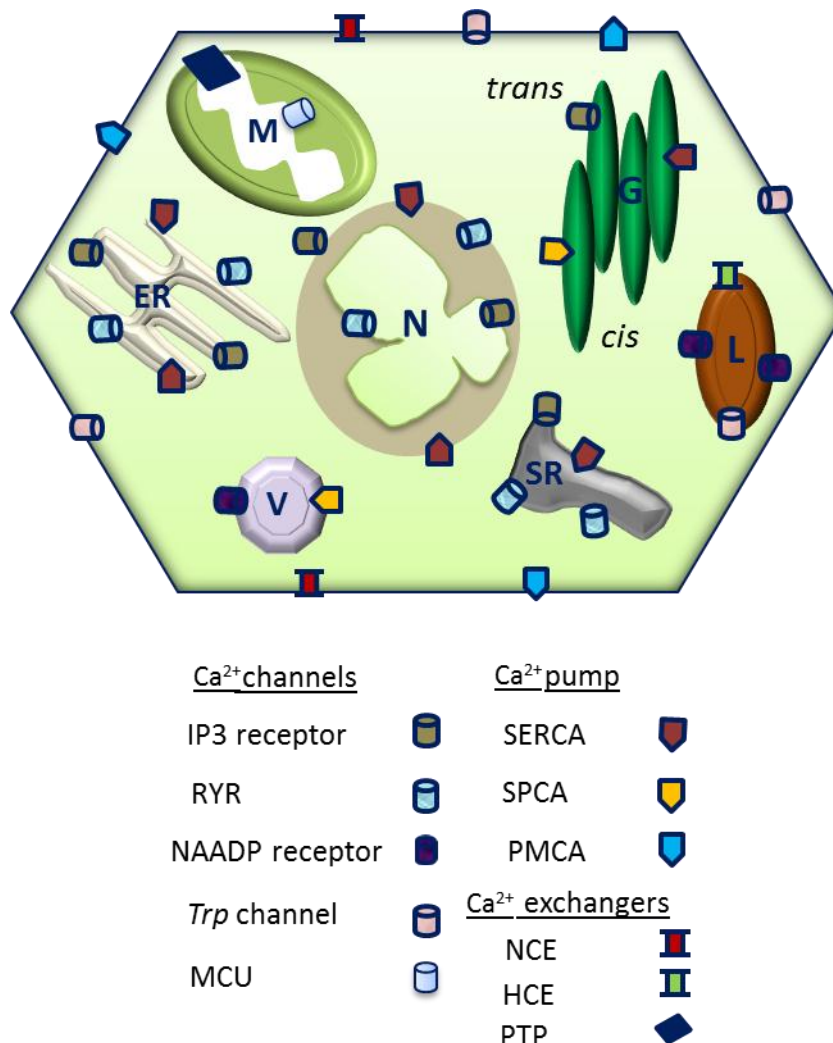 trans
M
G
ER
N
cis
L
SR
V
Ca²⁺ channels
Ca²⁺ pump
IP3 receptor
SERCA
RYR
SPCA
NAADP receptor
PMCA
Trp channel
Ca²⁺ exchangers
NCE
MCU
HCE
PTP